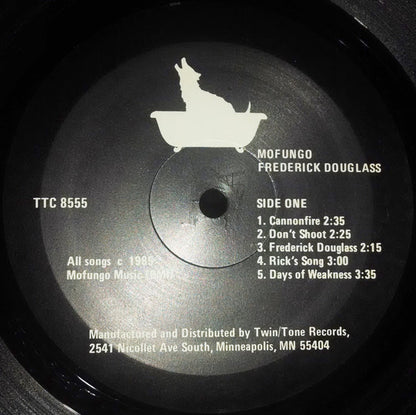 MOFUNGO
FREDERICK DOUGLASS
TTC 8555
SIDE ONE
1. Cannonfire 2:35
2. Don't Shoot 2:25
3. Frederick Douglass 2:15
4. Rick's Song 3:00
5. Days of Weakness 3:35
All songs c 1985
Mofungo Music (BMI)
Manufactured and Distributed by Twin/Tone Records,
2541 Nicollet Ave South, Minneapolis, MN 55404